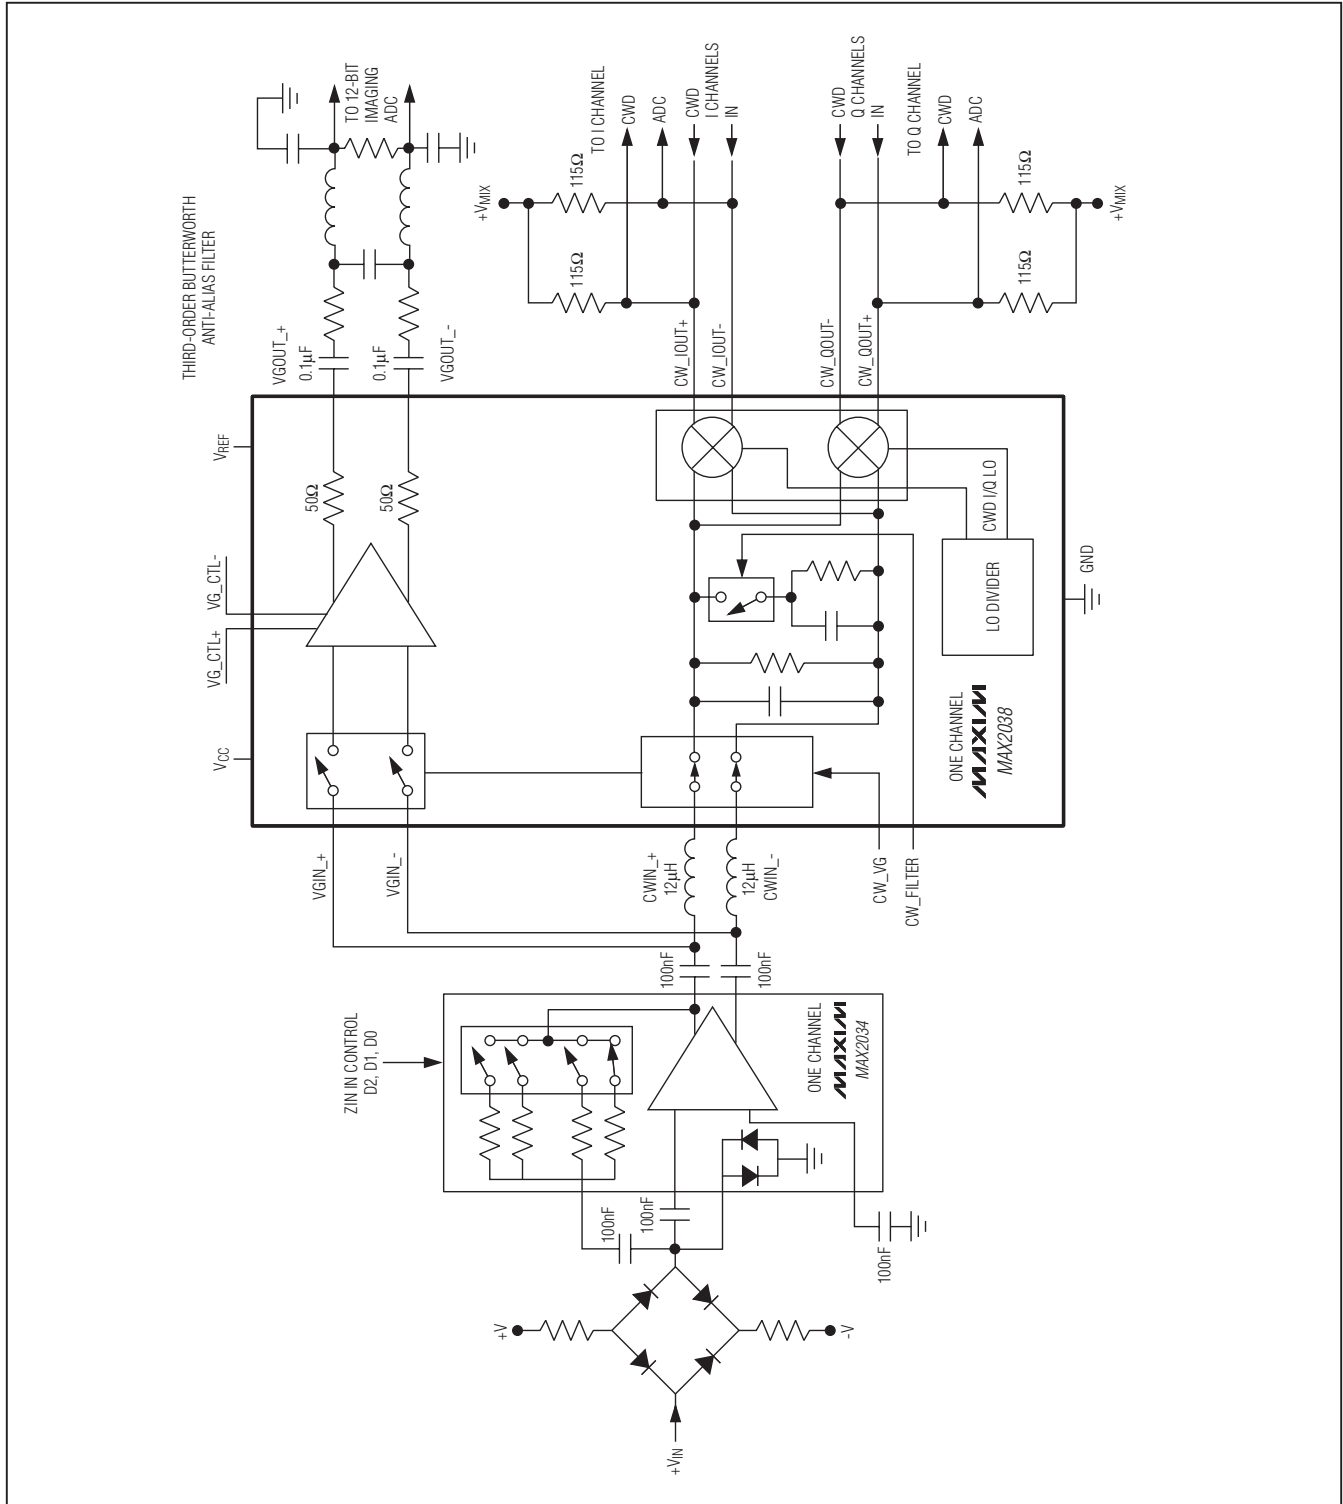 THIRD-ORDER BUTTERWORTH
ANTI-ALIAS FILTER
TO 12-BIT
IMAGING
ADC
VGOUT_+
0.1µF
0.1µF
VGOUT_-
+VMIX
115Ω
115Ω
TO I CHANNEL
CWD
ADC
CWD
I CHANNELS
IN
CWD
Q CHANNELS
IN
TO Q CHANNEL
CWD
ADC
115Ω
115Ω
+VMIX
CW_IOUT+
CW_IOUT-
CW_QOUT-
CW_QOUT+
VREF
50Ω
50Ω
VG_CTL-
VG_CTL+
VCC
CWD I/Q LO
LO DIVIDER
GND
ONE CHANNEL
MAXIM
MAX2038
VGIN_+
VGIN_-
CWIN_+
12µH
12µH
CWIN_-
CW_VG
CW_FILTER
100nF
100nF
ZIN IN CONTROL
D2, D1, D0
ONE CHANNEL
MAXIM
MAX2034
100nF
100nF
100nF
+V
-V
+VIN